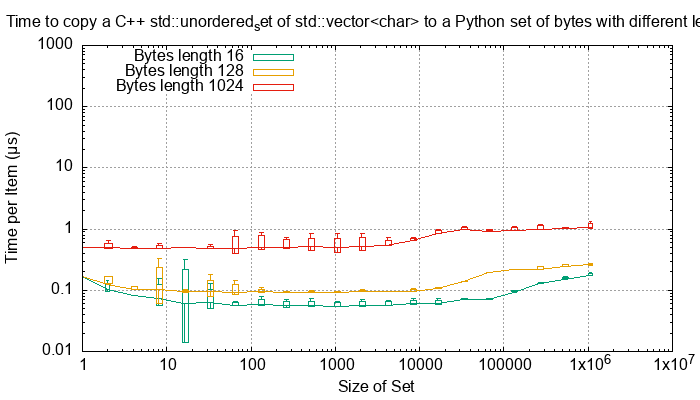 Time to copy a C++ std::unordered_set of std::vector<char> to a Python set of bytes with different le
1000
Bytes length 16
Bytes length 128
Bytes length 1024
100
10
1
0.1
0.01
Time per Item (µs)
1 10 100 1000 10000 100000 1x10^6 1x10^7
Size of Set